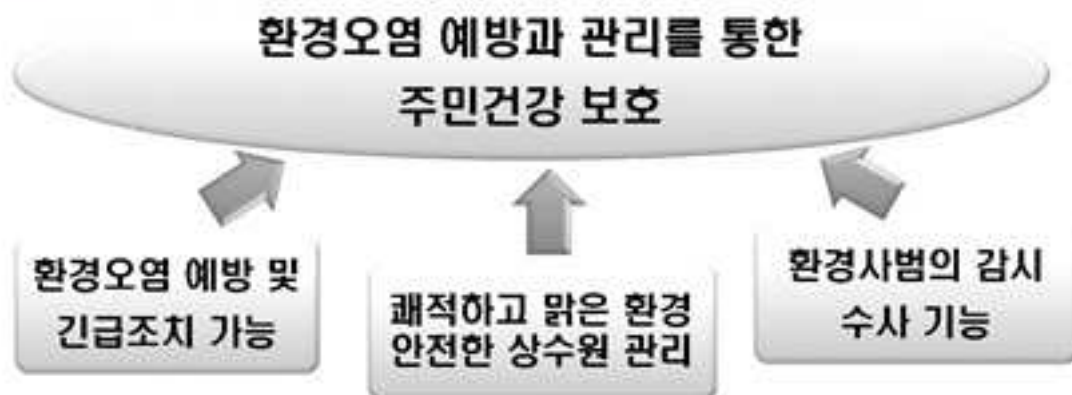 환경오염 예방과 관리를 통한
주민건강 보호
환경오염 예방 및
긴급조치 가능
쾌적하고 맑은 환경
안전한 상수원 관리
환경사범의 감시
수사 기능